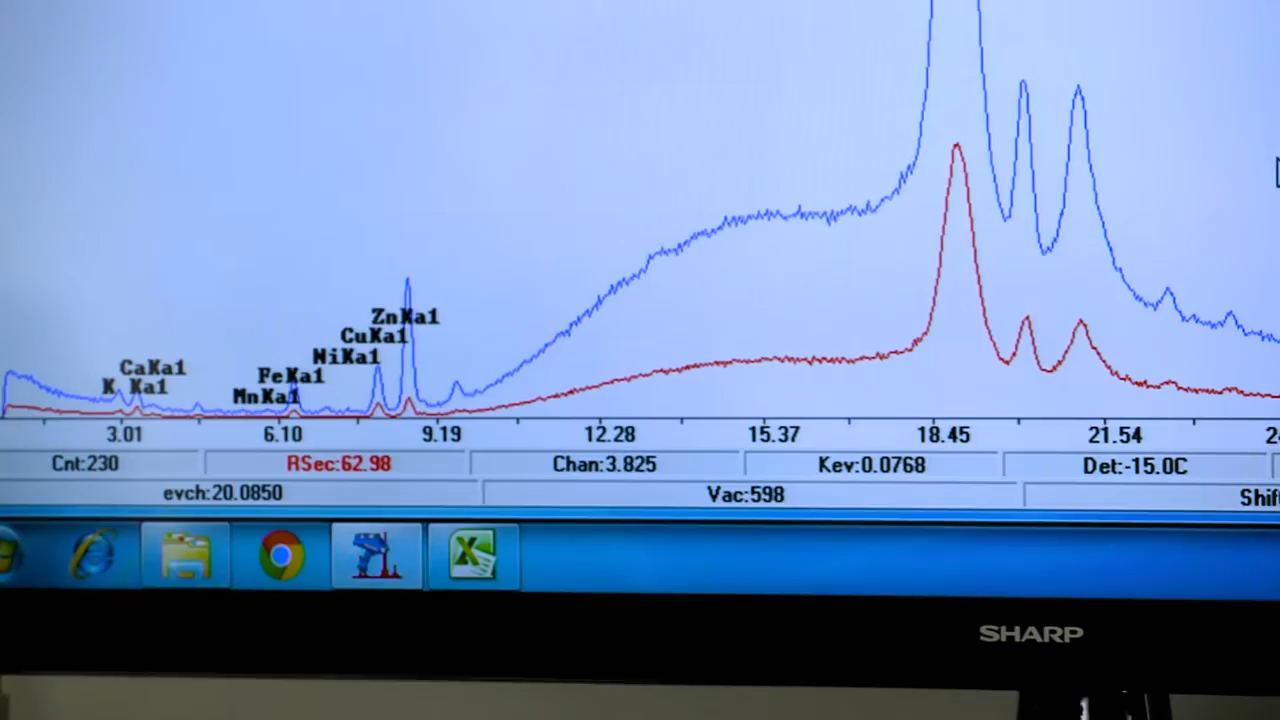 ZnKa1
CuKa1
NiKa1
CaKa1
FeKa1
K Ka1
MnKa1
3.01 6.10 9.19 12.28 15.37 18.45 21.54
Cnt:230 RSec:62.98 Chan:3.825 Kev:0.0768 Det:-15.0C
evch:20.0850 Vac:598 Shif
SHARP